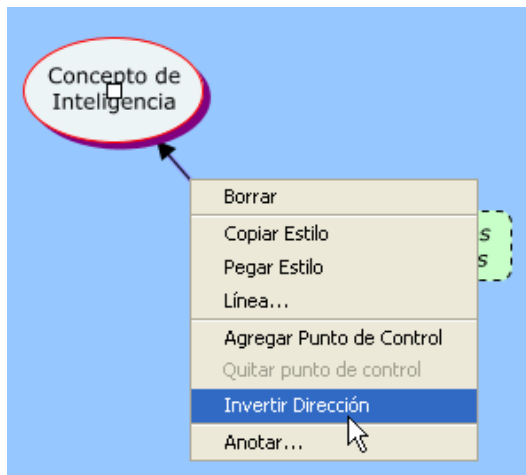 Concepto de
Inteligencia
Borrar
Copiar Estilo
Pegar Estilo
Línea...
Agregar Punto de Control
Quitar punto de control
Invertir Dirección
Anotar...